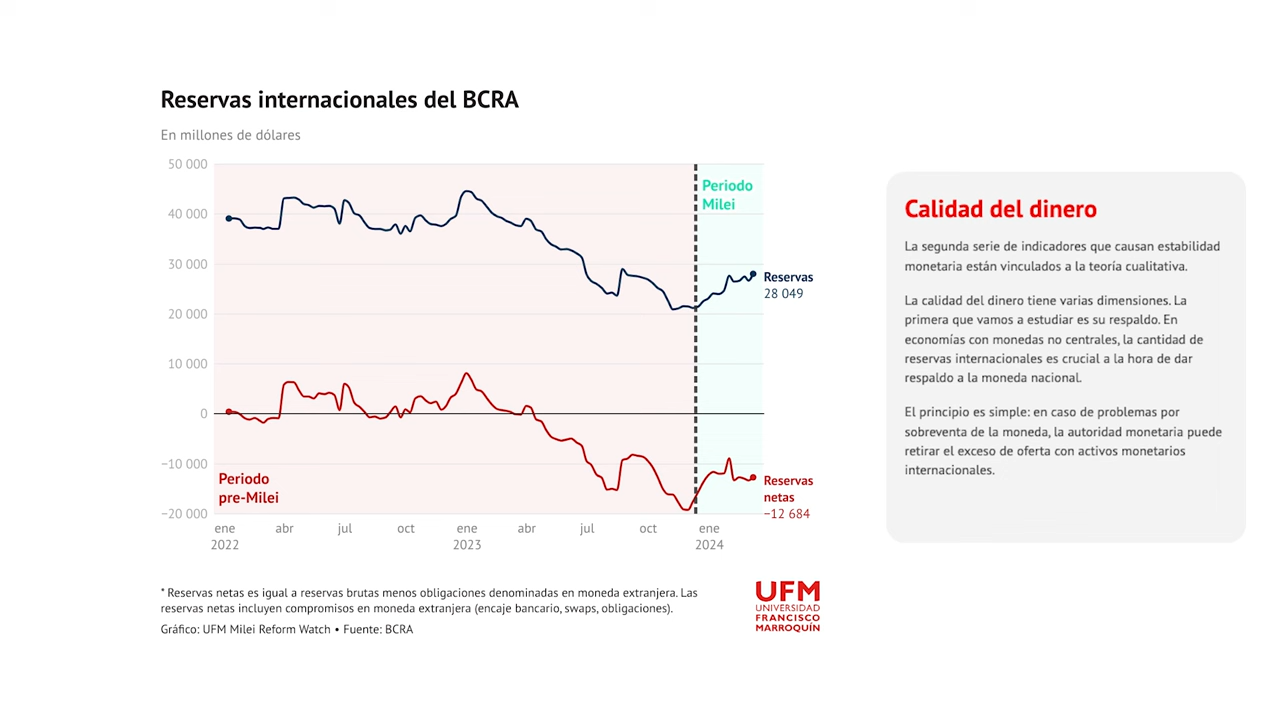 Reservas internacionales del BCRA
En millones de dólares
50 000
40 000
30 000
20 000
10 000
0
−10 000
−20 000
Periodo
Milei
Reservas
28 049
Periodo
pre-Milei
Reservas
netas
−12 684
ene
2022
abr
jul
oct
ene
2023
abr
jul
oct
ene
2024
* Reservas netas es igual a reservas brutas menos obligaciones denominadas en moneda extranjera. Las
reservas netas incluyen compromisos en moneda extranjera (encaje bancario, swaps, obligaciones).
Gráfico: UFM Milei Reform Watch • Fuente: BCRA
UFM
UNIVERSIDAD
FRANCISCO
MARROQUÍN
Calidad del dinero
La segunda serie de indicadores que causan estabilidad
monetaria están vinculados a la teoría cualitativa.
La calidad del dinero tiene varias dimensiones. La
primera que vamos a estudiar es su respaldo. En
economías con monedas no centrales, la cantidad de
reservas internacionales es crucial a la hora de dar
respaldo a la moneda nacional.
El principio es simple: en caso de problemas por
sobreventa de la moneda, la autoridad monetaria puede
retirar el exceso de oferta con activos monetarios
internacionales.